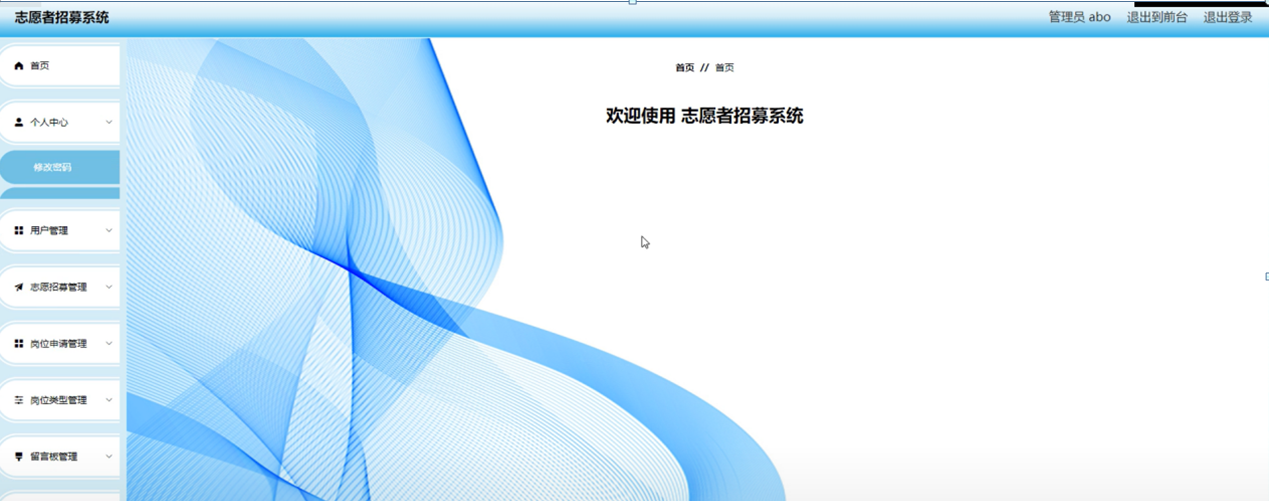 志愿者招募系统
管理员 abo 退出到前台 退出登录
首页
个人中心
修改密码
用户管理
志愿招募管理
岗位申请管理
岗位类型管理
留言板管理
首页 // 首页
欢迎使用 志愿者招募系统